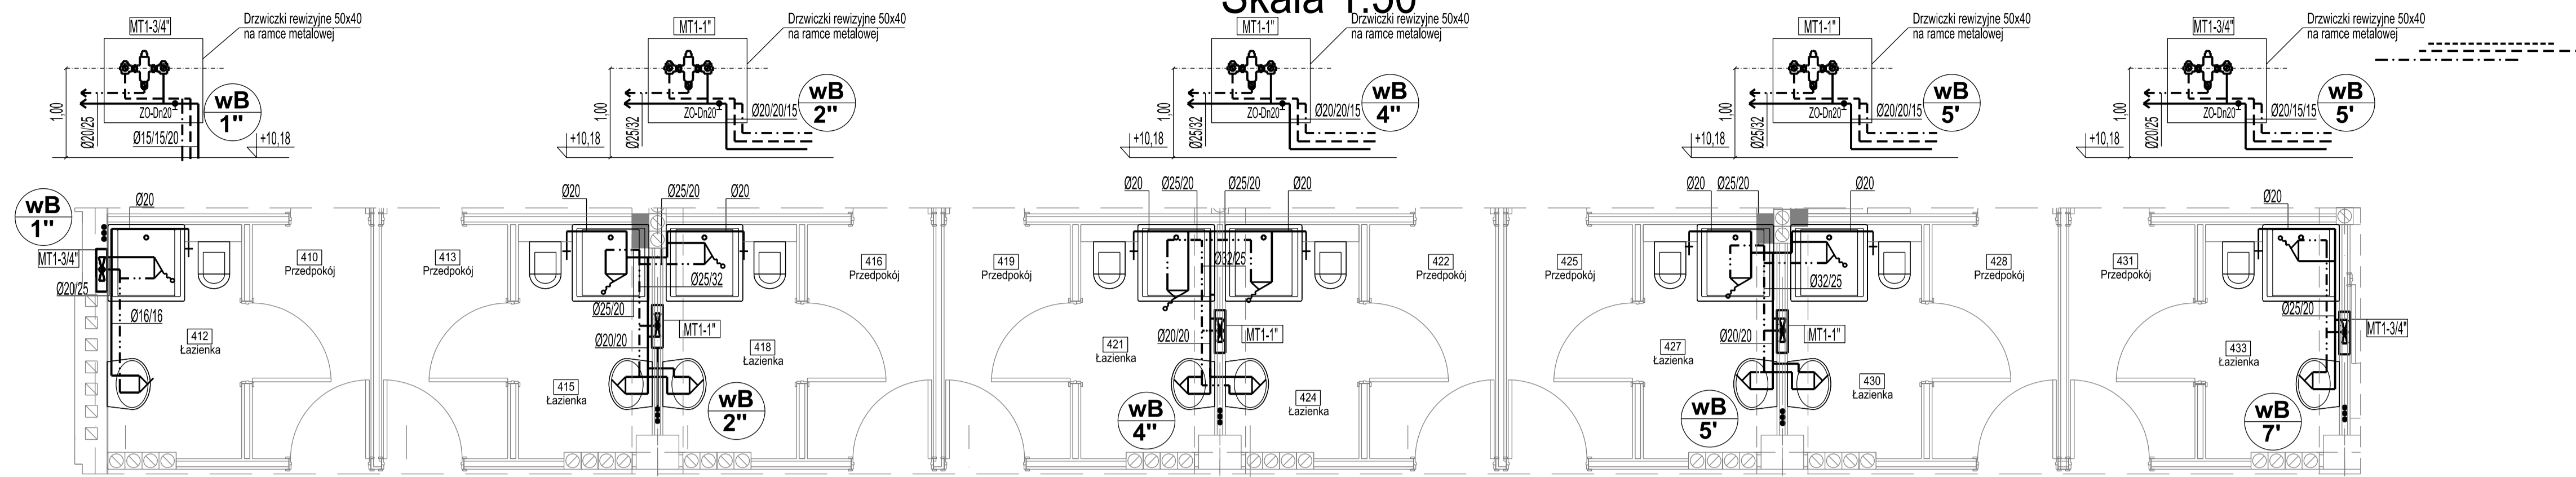 Skala 1:50
MT1-3/4"
Drzwiczki rewizyjne 50x40
na ramce metalowej
1,00
Ø20/25
ZO-Dn20
Ø15/15/20
wB
1"
+10,18
MT1-1"
Drzwiczki rewizyjne 50x40
na ramce metalowej
+10,18
1,00
Ø25/32
ZO-Dn20
Ø20/20/15
wB
2"
MT1-1"
Drzwiczki rewizyjne 50x40
na ramce metalowej
+10,18
1,00
Ø25/32
ZO-Dn20
Ø20/20/15
wB
4"
MT1-1"
Drzwiczki rewizyjne 50x40
na ramce metalowej
+10,18
1,00
Ø25/32
ZO-Dn20
Ø20/20/15
wB
5'
MT1-3/4"
Drzwiczki rewizyjne 50x40
na ramce metalowej
+10,18
1,00
Ø20/25
ZO-Dn20
Ø20/15/15
wB
5'
wB
1"
Ø20
MT1-3/4"
Ø20/25
Ø16/16
410
Przedpokój
412
Łazienka
413
Przedpokój
Ø20
Ø25/20
Ø20
Ø25/32
Ø25/20
Ø20/20
MT1-1"
415
Łazienka
418
Łazienka
wB
2"
416
Przedpokój
419
Przedpokój
Ø20
Ø25/20
Ø25/20
Ø20
Ø32/25
Ø20/20
MT1-1"
421
Łazienka
424
Łazienka
wB
4"
422
Przedpokój
425
Przedpokój
Ø20
Ø25/20
Ø20
Ø32/25
Ø20/20
MT1-1"
427
Łazienka
430
Łazienka
wB
5'
428
Przedpokój
431
Przedpokój
Ø20
Ø25/20
MT1-3/4"
433
Łazienka
wB
7'